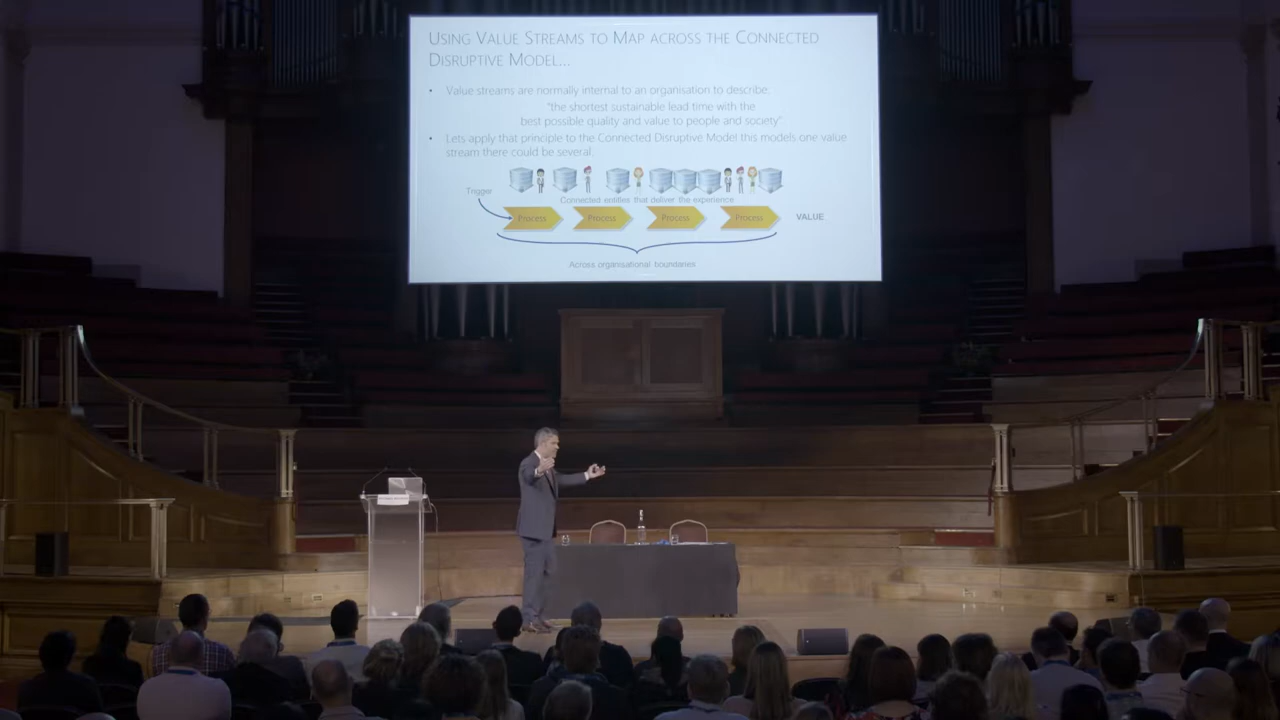 USING VALUE STREAMS TO MAP ACROSS THE CONNECTED
DISRUPTIVE MODEL...
• Value streams are normally internal to an organisation to describe:
"the shortest sustainable lead time with the
best possible quality and value to people and society"
• Lets apply that principle to the Connected Disruptive Model this models one value
stream there could be several.
Trigger
Connected entities that deliver the experience
Process Process Process Process VALUE
Across organisational boundaries